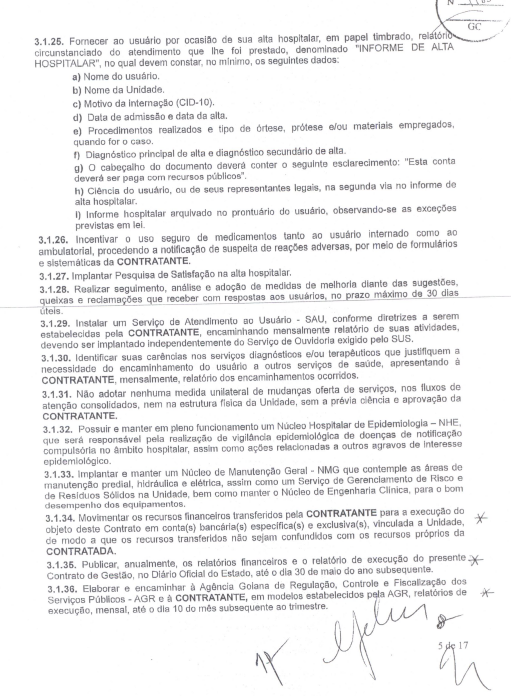 N
GC
3.1.25. Fornecer ao usuário por ocasião de sua alta hospitalar, em papel timbrado, relatório
circunstanciado do atendimento que lhe foi prestado, denominado "INFORME DE ALTA
HOSPITALAR", no qual devem constar, no mínimo, os seguintes dados:
a) Nome do usuário.
b) Nome da Unidade.
c) Motivo da Internação (CID-10).
d) Data de admissão e data da alta.
e) Procedimentos realizados e tipo de órtese, prótese e/ou materiais empregados,
quando for o caso.
f) Diagnóstico principal de alta e diagnóstico secundário de alta.
g) O cabeçalho do documento deverá conter o seguinte esclarecimento: "Esta conta
deverá ser paga com recursos públicos".
h) Ciência do usuário, ou de seus representantes legais, na segunda via no informe de
alta hospitalar.
I) Informe hospitalar arquivado no prontuário do usuário, observando-se as exceções
previstas em lei.
3.1.26. Incentivar o uso seguro de medicamentos tanto ao usuário internado como ao
ambulatorial, procedendo a notificação de suspeita de reações adversas, por meio de formulários
e sistemáticas da CONTRATANTE.
3.1.27. Implantar Pesquisa de Satisfação na alta hospitalar.
3.1.28. Realizar seguimento, análise e adoção de medidas de melhoria diante das sugestões,
queixas e reclamações que receber com respostas aos usuários, no prazo máximo de 30 dias
úteis.
3.1.29. Instalar um Serviço de Atendimento ao Usuário - SAU, conforme diretrizes a serem
estabelecidas pela CONTRATANTE, encaminhando mensalmente relatório de suas atividades,
devendo ser implantado independentemente do Serviço de Ouvidoria exigido pelo SUS.
3.1.30. Identificar suas carências nos serviços diagnósticos e/ou terapêuticos que justifiquem a
necessidade do encaminhamento do usuário a outros serviços de saúde, apresentando à
CONTRATANTE, mensalmente, relatório dos encaminhamentos ocorridos.
3.1.31. Não adotar nenhuma medida unilateral de mudanças oferta de serviços, nos fluxos de
atenção consolidados, nem na estrutura física da Unidade, sem a prévia ciência e aprovação da
CONTRATANTE.
3.1.32. Possuir e manter em pleno funcionamento um Núcleo Hospitalar de Epidemiologia – NHE,
que será responsável pela realização de vigilância epidemiológica de doenças de notificação
compulsória no âmbito hospitalar, assim como ações relacionadas a outros agravos de interesse
epidemiológico.
3.1.33. Implantar e manter um Núcleo de Manutenção Geral - NMG que contemple as áreas de
manutenção predial, hidráulica e elétrica, assim como um Serviço de Gerenciamento de Risco e
de Resíduos Sólidos na Unidade, bem como manter o Núcleo de Engenharia Clínica, para o bom
desempenho dos equipamentos.
3.1.34. Movimentar os recursos financeiros transferidos pela CONTRATANTE para a execução do
objeto deste Contrato em conta(s) bancária(s) específica(s) e exclusiva(s), vinculada a Unidade,
de modo a que os recursos transferidos não sejam confundidos com os recursos próprios da
CONTRATADA.
3.1.35. Publicar, anualmente, os relatórios financeiros e o relatório de execução do presente
Contrato de Gestão, no Diário Oficial do Estado, até o dia 30 de maio do ano subsequente.
3.1.36. Elaborar e encaminhar à Agência Goiana de Regulação, Controle e Fiscalização dos
Serviços Públicos - AGR e à CONTRATANTE, em modelos estabelecidos pela AGR, relatórios de
execução, mensal, até o dia 10 do mês subsequente ao trimestre.
5 de 17